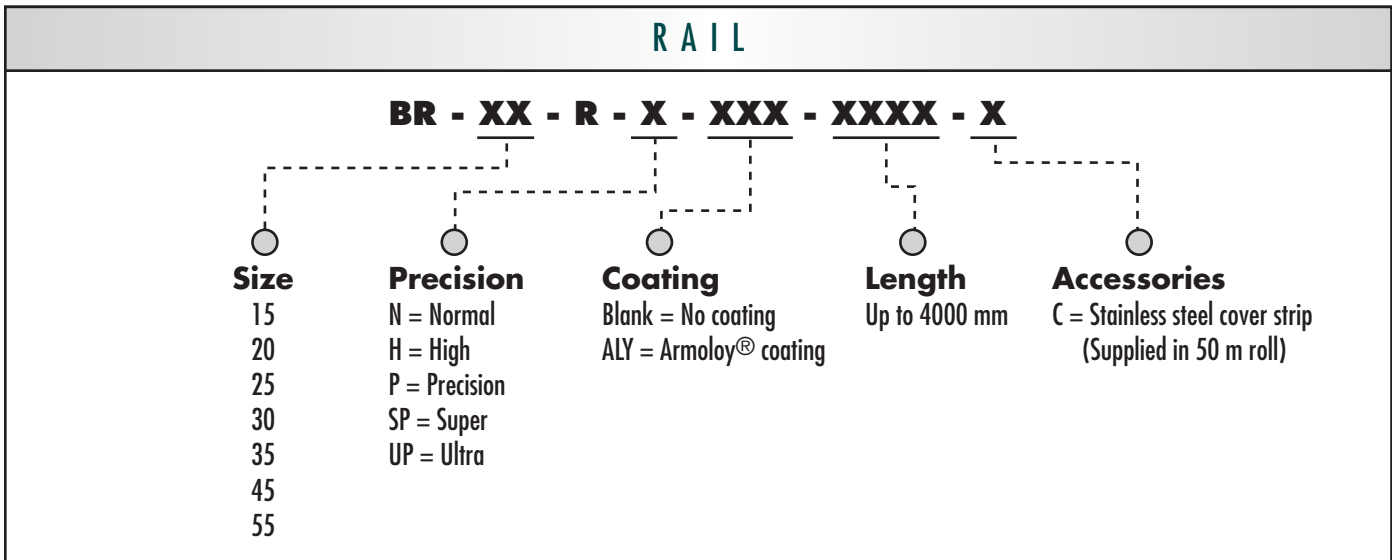 RAIL
BR - XX - R - X - XXX - XXXX - X
Size
15
20
25
30
35
45
55
Precision
N = Normal
H = High
P = Precision
SP = Super
UP = Ultra
Coating
Blank = No coating
ALY = Armoloy® coating
Length
Up to 4000 mm
Accessories
C = Stainless steel cover strip
(Supplied in 50 m roll)